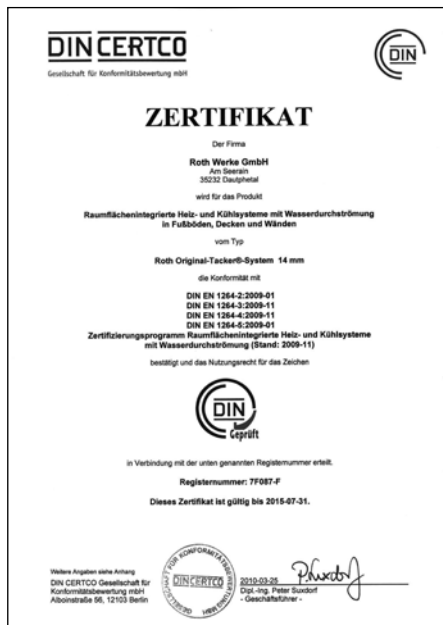 DIN CERTCO
Gesellschaft für Konformitätsbewertung mbH
DIN
ZERTIFIKAT
Der Firma
Roth Werke GmbH
Am Seerain
35232 Dautphetal
wird für das Produkt
Raumflächenintegrierte Heiz- und Kühlsysteme mit Wasserdurchströmung
in Fußböden, Decken und Wänden
vom Typ
Roth Original-Tacker®-System 14 mm
die Konformität mit
DIN EN 1264-2:2009-01
DIN EN 1264-3:2009-11
DIN EN 1264-4:2009-11
DIN EN 1264-5:2009-01
Zertifizierungsprogramm Raumflächenintegrierte Heiz- und Kühlsysteme
mit Wasserdurchströmung (Stand: 2009-11)
bestätigt und das Nutzungsrecht für das Zeichen
DIN
Geprüft
in Verbindung mit der unten genannten Registernummer erteilt.
Registernummer: 7F087-F
Dieses Zertifikat ist gültig bis 2015-07-31.
Weitere Angaben siehe Anhang
DIN CERTCO Gesellschaft für
Konformitätsbewertung mbH
Alboinstraße 56, 12103 Berlin
GESELLSCHAFT FÜR KONFORMITÄTSBEWERTUNG MBH
DINCERTCO
2010-03-25
P. Suxdorf
Dipl.-Ing. Peter Suxdorf
- Geschäftsführer -